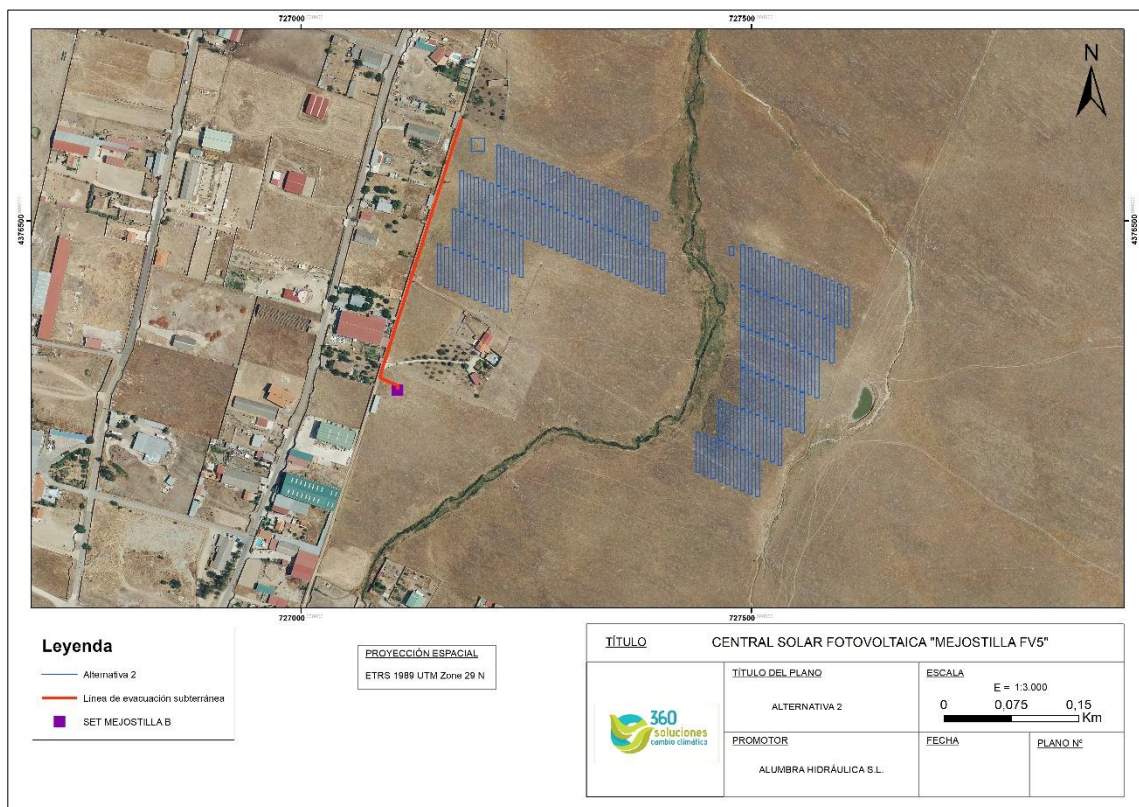 727000
727500
N
4376500
4376500
727000
727500
Leyenda
Alternativa 2
Línea de evacuación subterránea
SET MEJOSTILLA B
PROYECCIÓN ESPACIAL
ETRS 1989 UTM Zone 29 N
TÍTULO
CENTRAL SOLAR FOTOVOLTAICA "MEJOSTILLA FV5"
360
soluciones
cambio climática
TÍTULO DEL PLANO
ALTERNATIVA 2
ESCALA
E = 1:3.000
0 0,075 0,15
Km
PROMOTOR
ALUMBRA HIDRÁULICA S.L.
FECHA
PLANO Nº